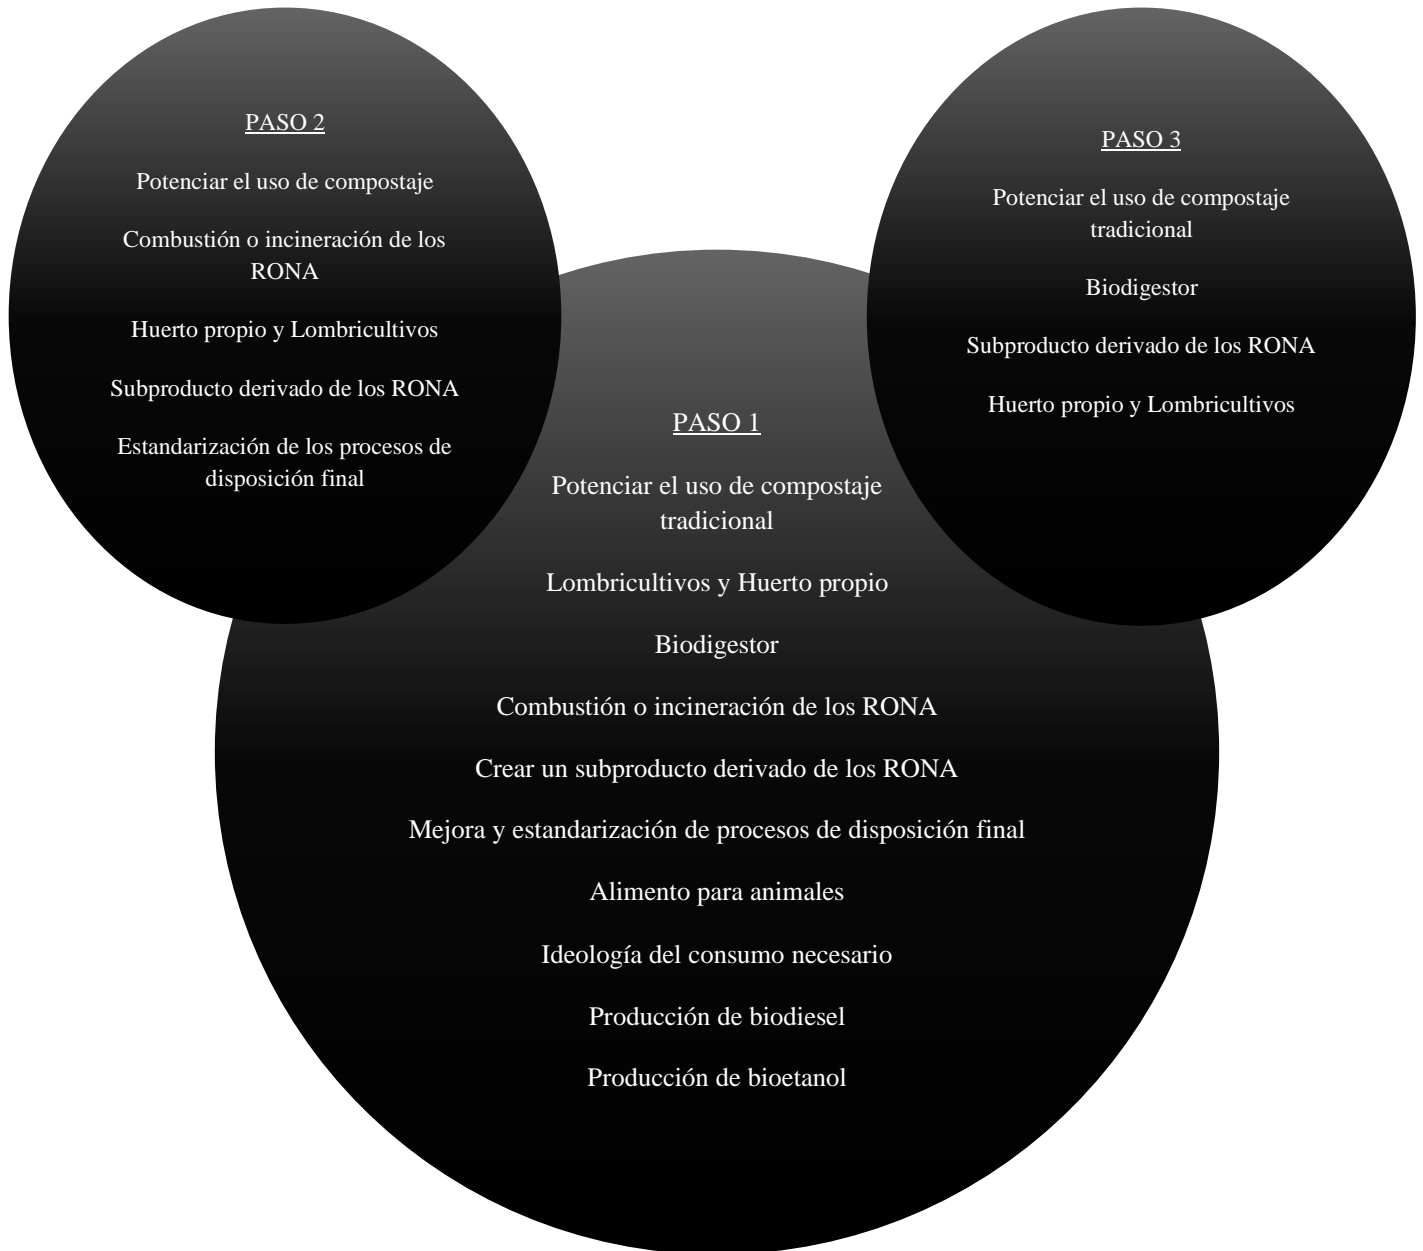 PASO 2
Potenciar el uso de compostaje
Combustión o incineración de los
RONA
Huerto propio y Lombricultivos
Subproducto derivado de los RONA
Estandarización de los procesos de
disposición final
PASO 3
Potenciar el uso de compostaje
tradicional
Biodigestor
Subproducto derivado de los RONA
Huerto propio y Lombricultivos
PASO 1
Potenciar el uso de compostaje
tradicional
Lombricultivos y Huerto propio
Biodigestor
Combustión o incineración de los RONA
Crear un subproducto derivado de los RONA
Mejora y estandarización de procesos de disposición final
Alimento para animales
Ideología del consumo necesario
Producción de biodiesel
Producción de bioetanol